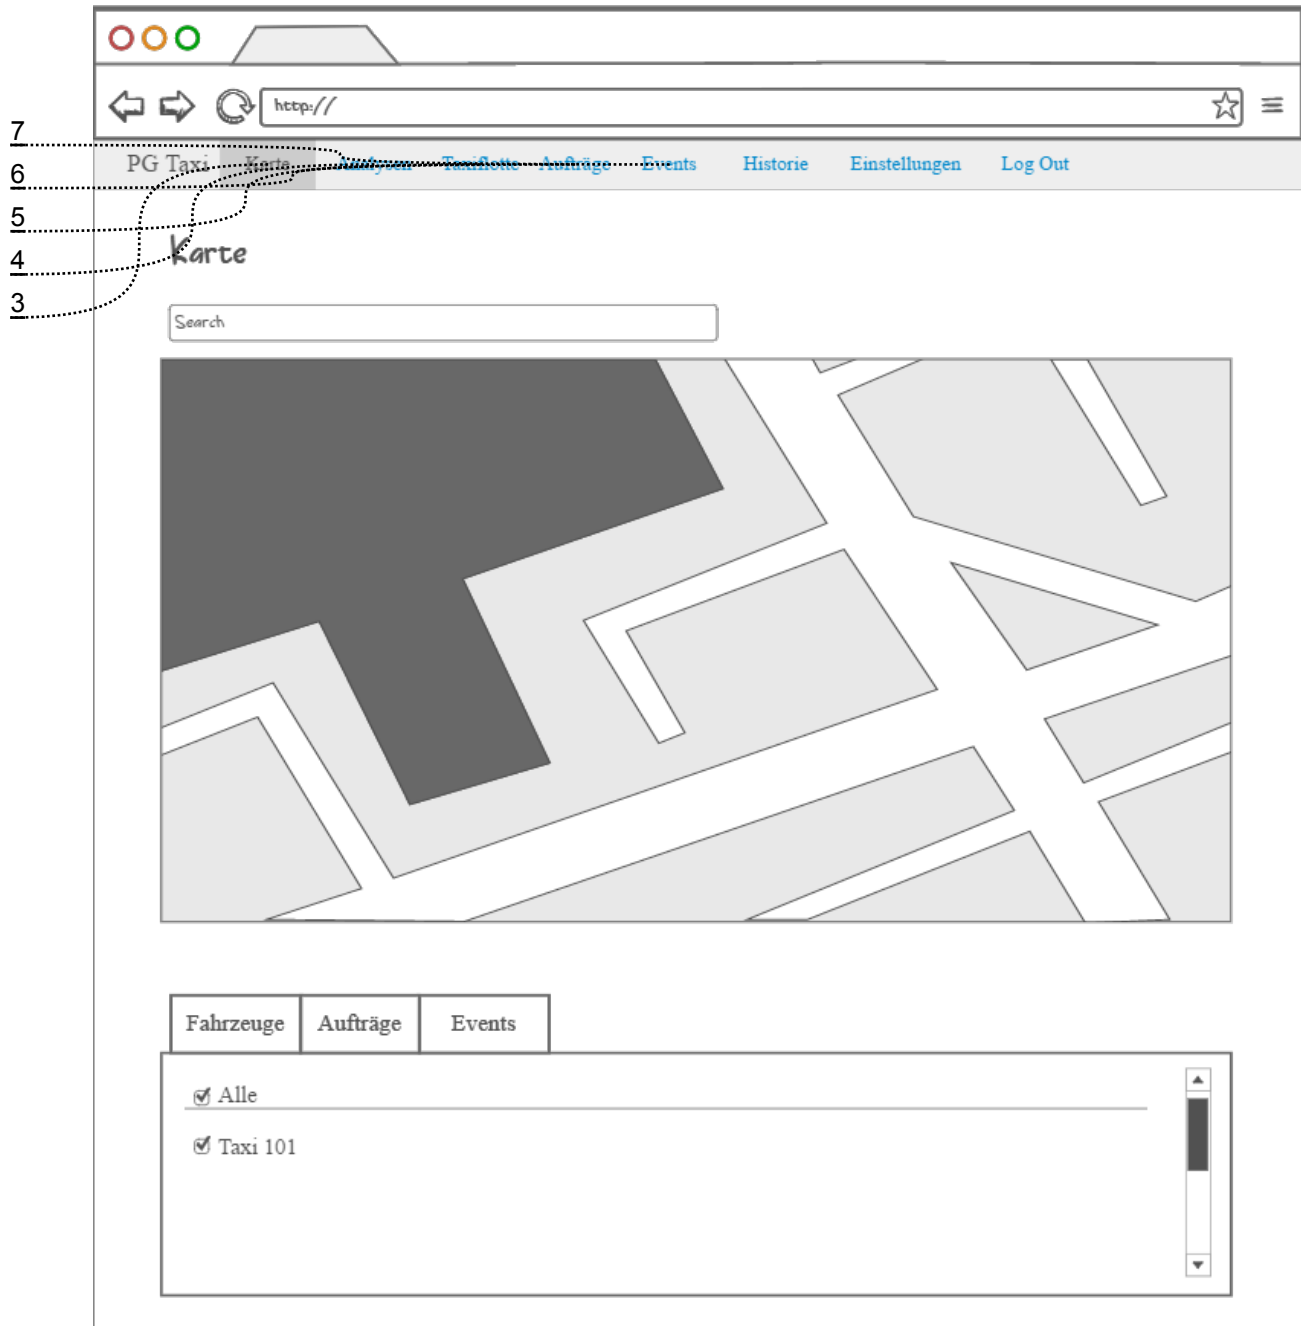 http://
7
PG Taxi Karte Analysen Taxiflotte Aufträge Events Historie Einstellungen Log Out
6
5
Karte
4
3
Search
Fahrzeuge Aufträge Events
Alle
Taxi 101